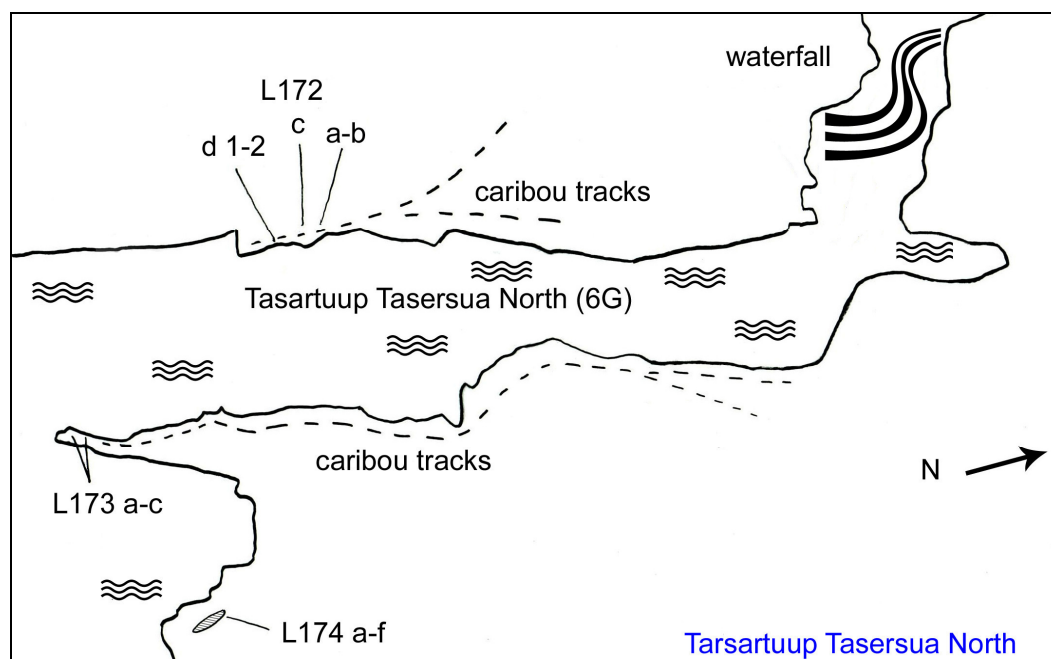 waterfall
L172
c
a-b
d 1-2
caribou tracks
Tasartuup Tasersua North (6G)
caribou tracks
N
L173 a-c
L174 a-f
Tarsartuup Tasersua North